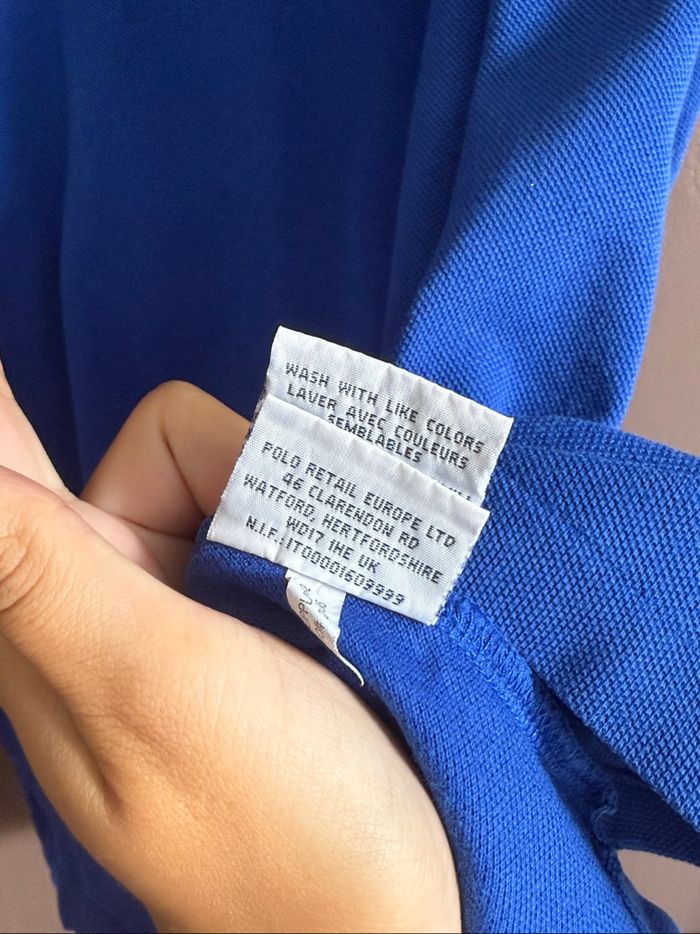 WASH WITH LIKE COLORS
LAVER AVEC COULEURS
SEMBLABLES
POLO RETAIL EUROPE LTD
46 CLARENDON RD
WATFORD, HERTFORDSHIRE
WD17 1HE UK
N.I.F.:IT00001609999